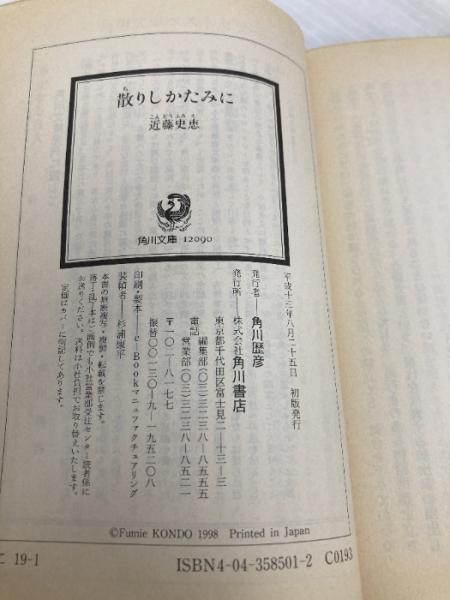 散りしかたみに
近藤史恵
こんどうふみえ
角川文庫 12090
平成十三年八月二十五日 初版発行
発行者―角川歴彦
発行所―株式会社角川書店
東京都千代田区富士見二―十三―三
電話 編集部(〇三)三二三八―八五五五
営業部(〇三)三二三八―八五二一
〒一〇二―八一七七
振替〇〇一三〇―九―一九五二〇八
印刷・製本―e-Bookマニュファクチュアリング
装幀者―杉浦康平
本書の無断複写・複製・転載を禁じます。
落丁・乱丁本はご面倒でも小社営業部受注センター読者係に
お送りください。送料は小社負担でお取り替えいたします。
定価はカバーに明記してあります。
©Fumie KONDO 1998 Printed in Japan
19-1
ISBN4-04-358501-2 C0193